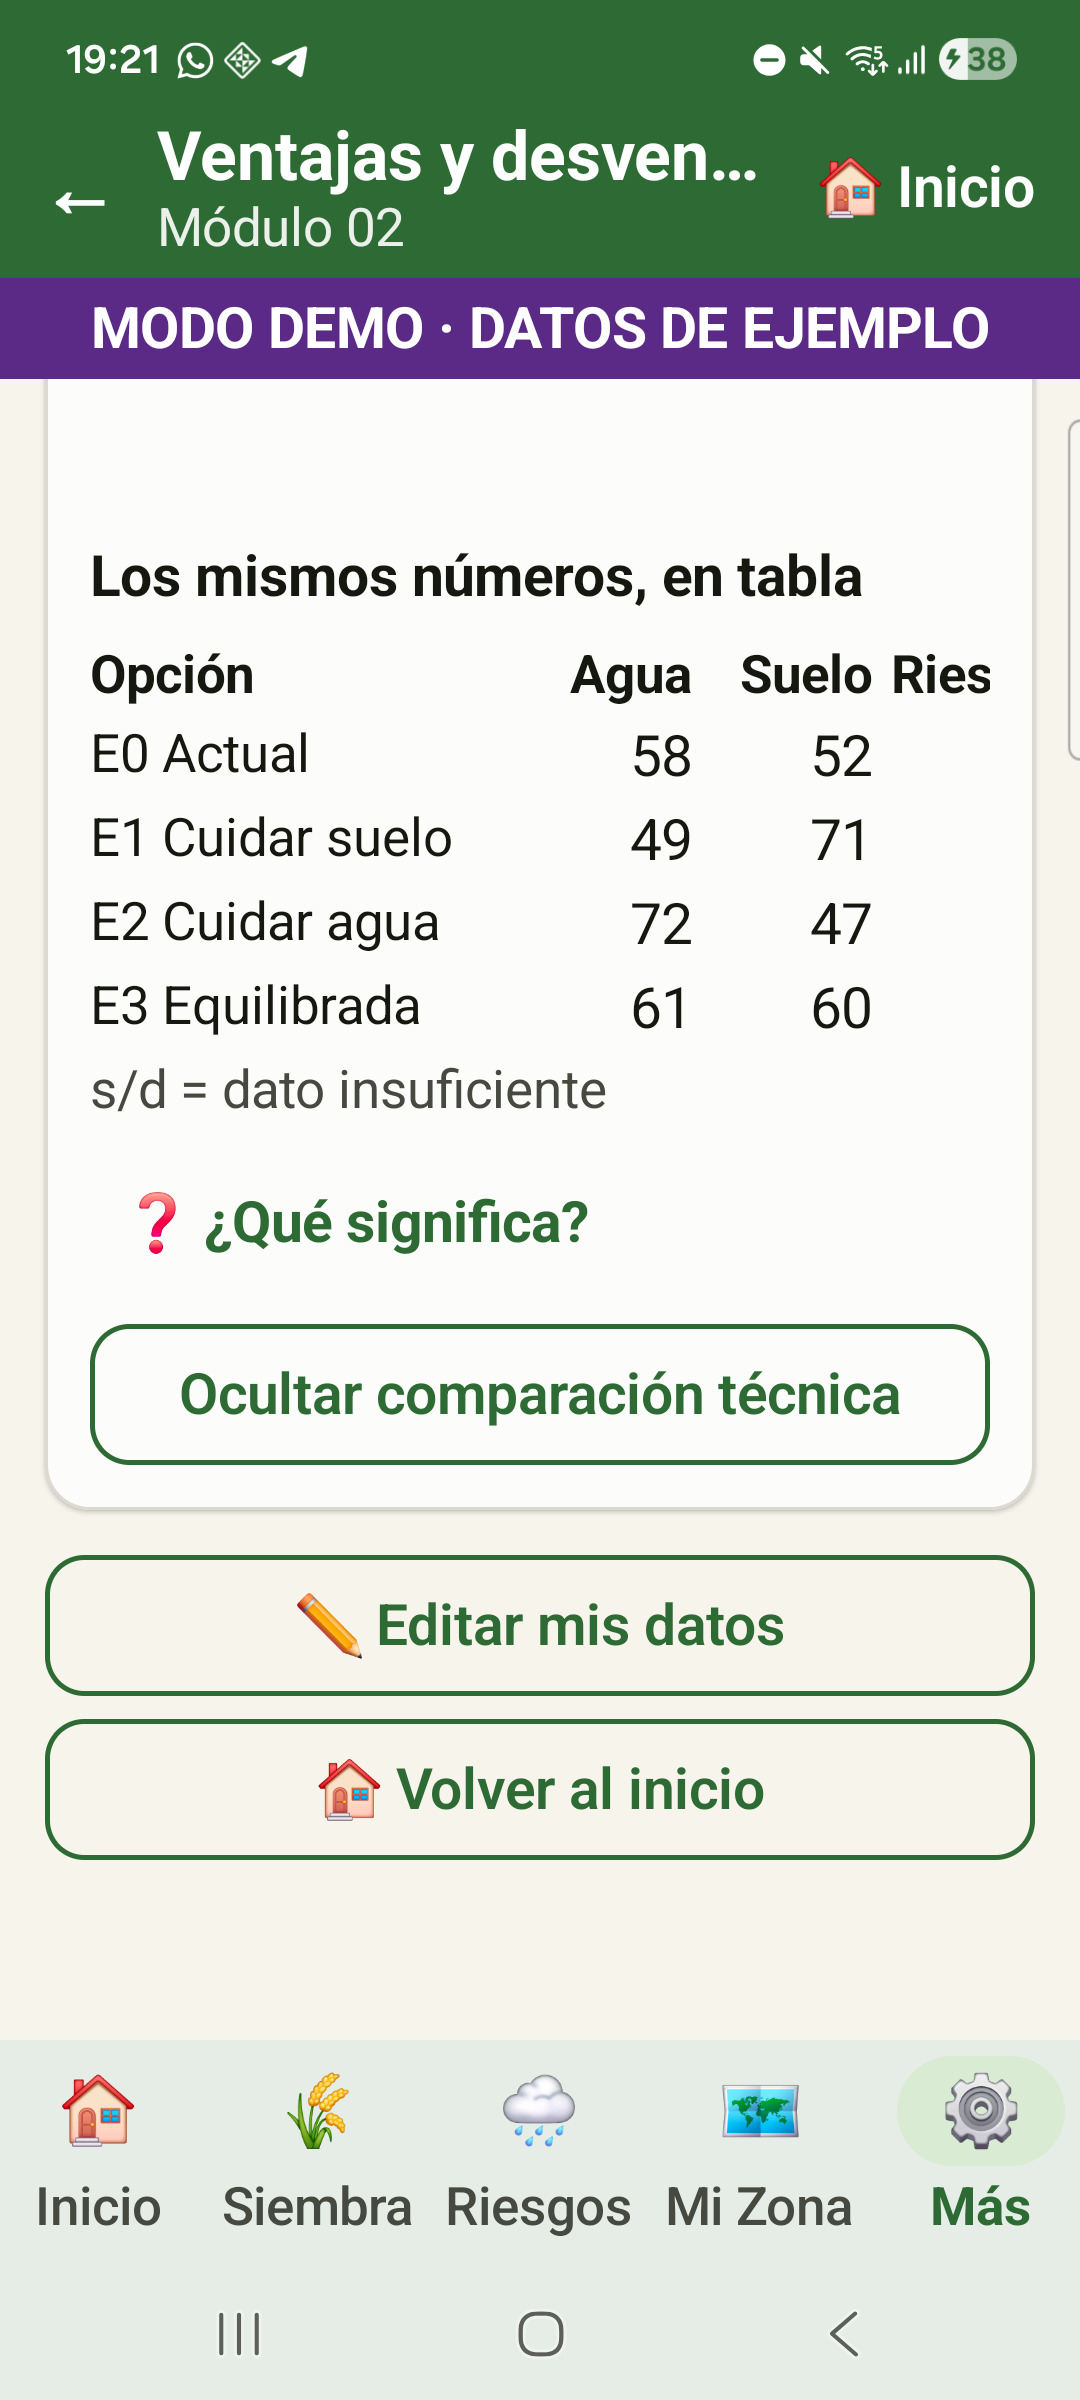 19:21
5
38
Ventajas y desven...
Módulo 02
Inicio
MODO DEMO · DATOS DE EJEMPLO
Los mismos números, en tabla
Opción Agua Suelo Ries
E0 Actual 58 52
E1 Cuidar suelo 49 71
E2 Cuidar agua 72 47
E3 Equilibrada 61 60
s/d = dato insuficiente
¿Qué significa?
Ocultar comparación técnica
Editar mis datos
Volver al inicio
Inicio Siembra Riesgos Mi Zona Más